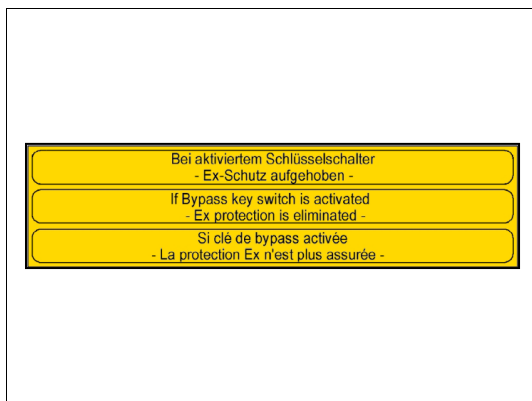 Bei aktiviertem Schlüsselschalter
- Ex-Schutz aufgehoben -
If Bypass key switch is activated
- Ex protection is eliminated -
Si clé de bypass activée
- La protection Ex n'est plus assurée -